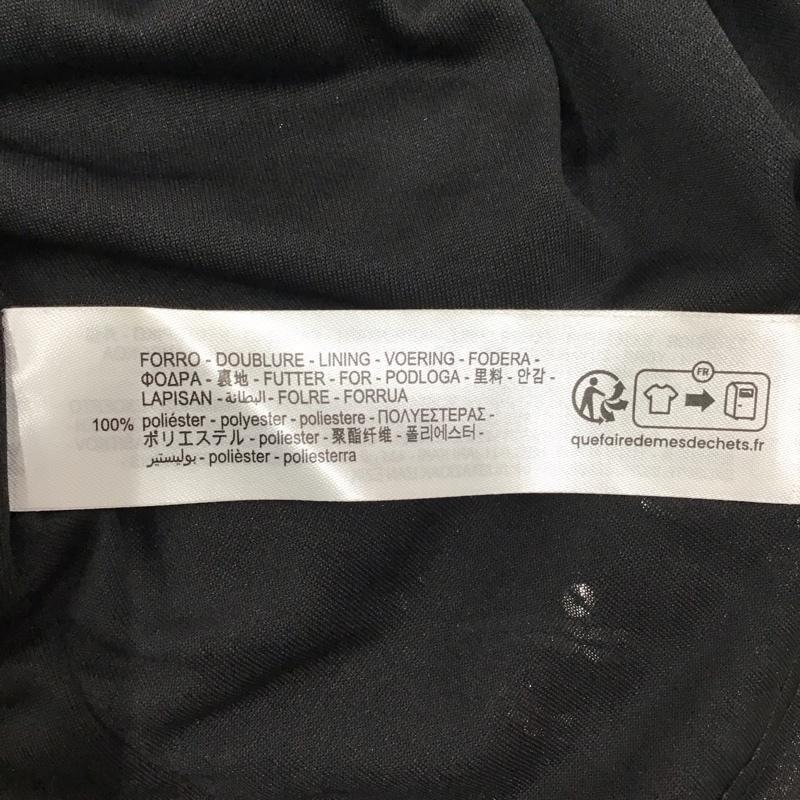 FORRO - DOUBLURE - LINING - VOERING - FODERA -
ΦΟΔΡΑ - 裏地 - FUTTER - FOR - PODLOGA - 里料 - 안감 -
LAPISAN - البطانة - FOLRE - FORRUA
100% poliéster - polyester - poliestere - ΠΟΛΥΕΣΤΕΡΑΣ -
ポリエステル - poliester - 聚酯纤维 - 폴리에스터 -
بوليستير - polièster - poliesterra
FR
quefairedemesdechets.fr